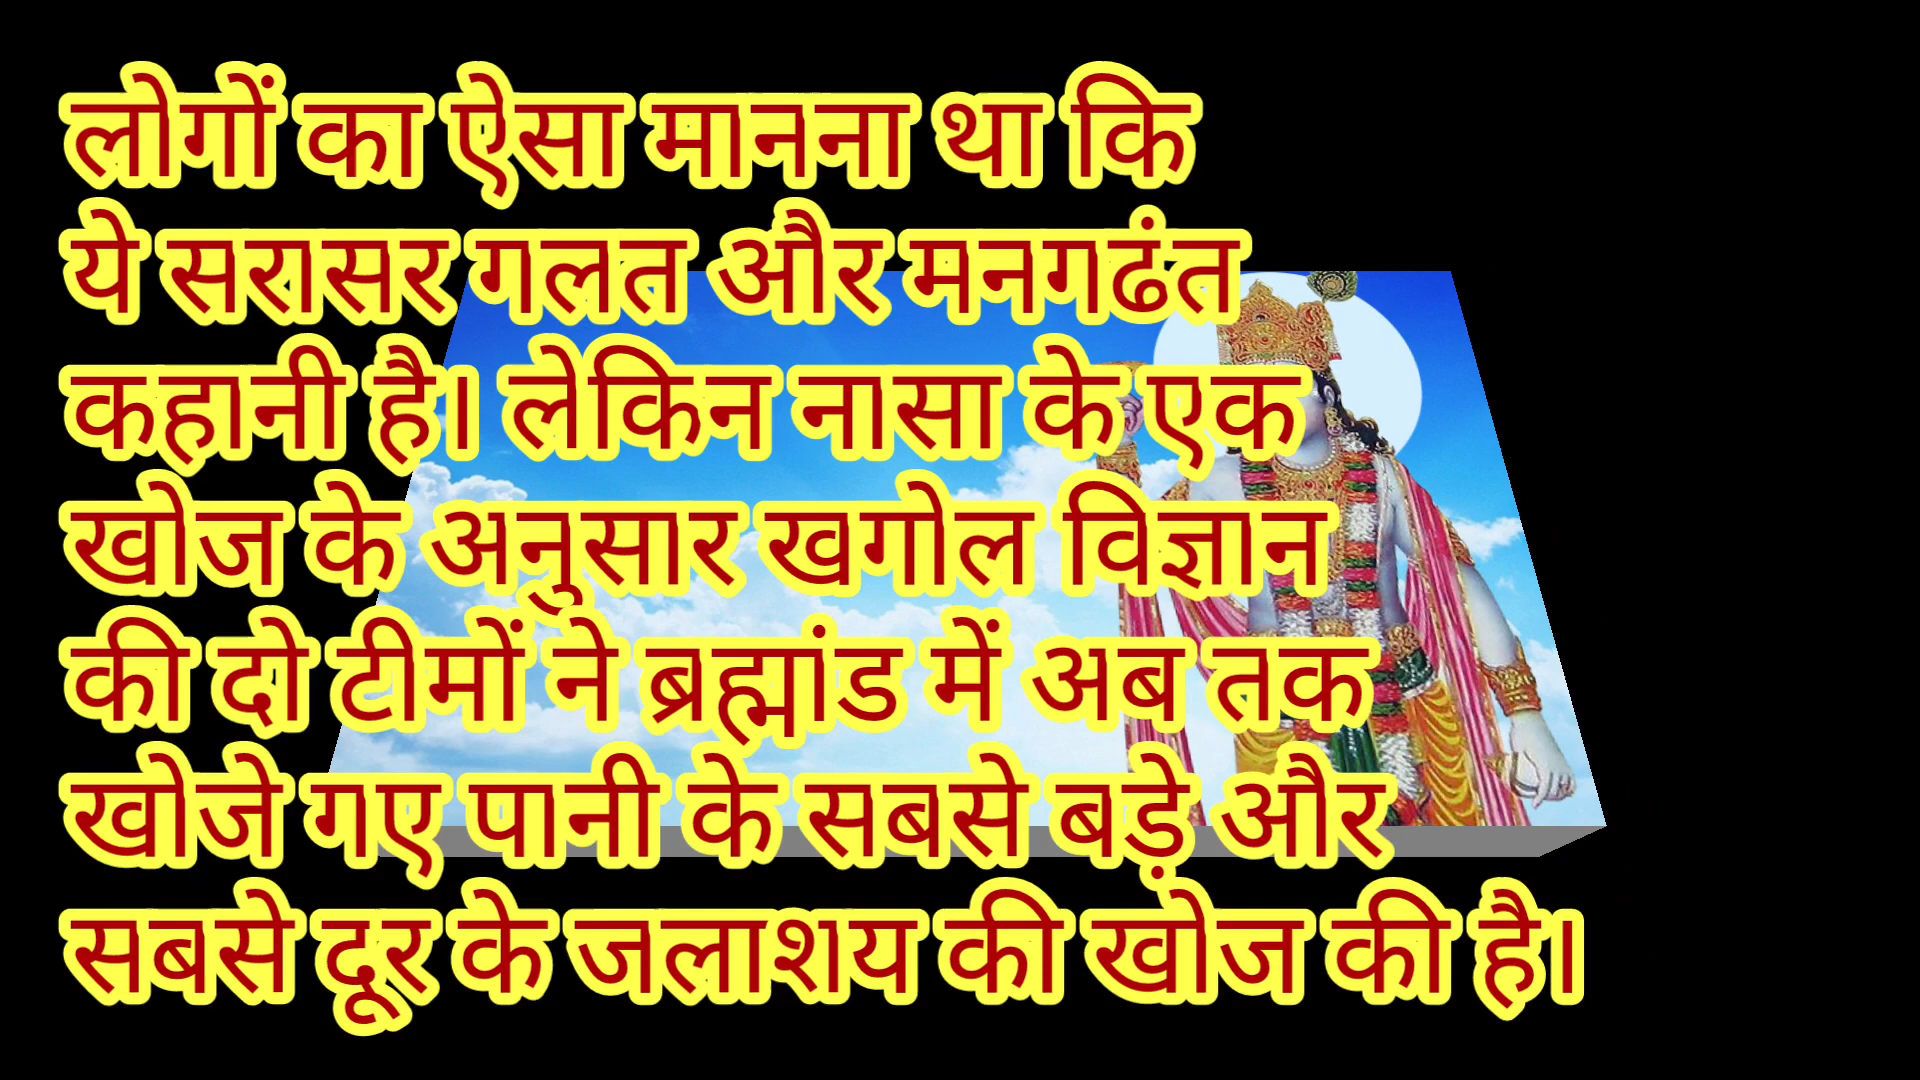 लोगों का ऐसा मानना था कि
ये सरासर गलत और मनगढंत
कहानी है। लेकिन नासा के एक
खोज के अनुसार खगोल विज्ञान
की दो टीमों ने ब्रह्मांड में अब तक
खोजे गए पानी के सबसे बड़े और
सबसे दूर के जलाशय की खोज की है।